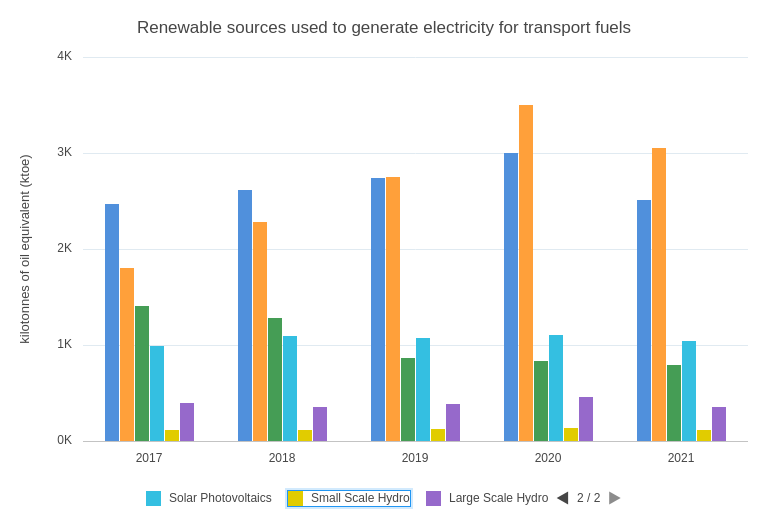 Renewable sources used to generate electricity for transport fuels
kilotonnes of oil equivalent (ktoe)
4K
3K
2K
1K
0K
2017 2018 2019 2020 2021
Solar Photovoltaics Small Scale Hydro Large Scale Hydro 2 / 2